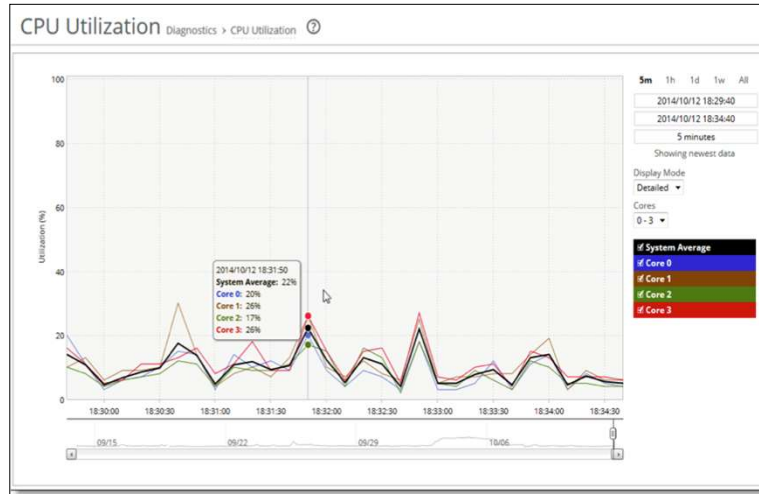 CPU Utilization Diagnostics > CPU Utilization ?
100
80
60
40
20
0
Utilization (%)
2014/10/12 18:31:50
System Average: 22%
Core 0: 20%
Core 1: 26%
Core 2: 17%
Core 3: 26%
18:30:00 18:30:30 18:31:00 18:31:30 18:32:00 18:32:30 18:33:00 18:33:30 18:34:00 18:34:30
09/15 09/22 09/29 10/06
5m 1h 1d 1w All
2014/10/12 18:29:40
2014/10/12 18:34:40
5 minutes
Showing newest data
Display Mode
Detailed
Cores
0 - 3
System Average
Core 0
Core 1
Core 2
Core 3